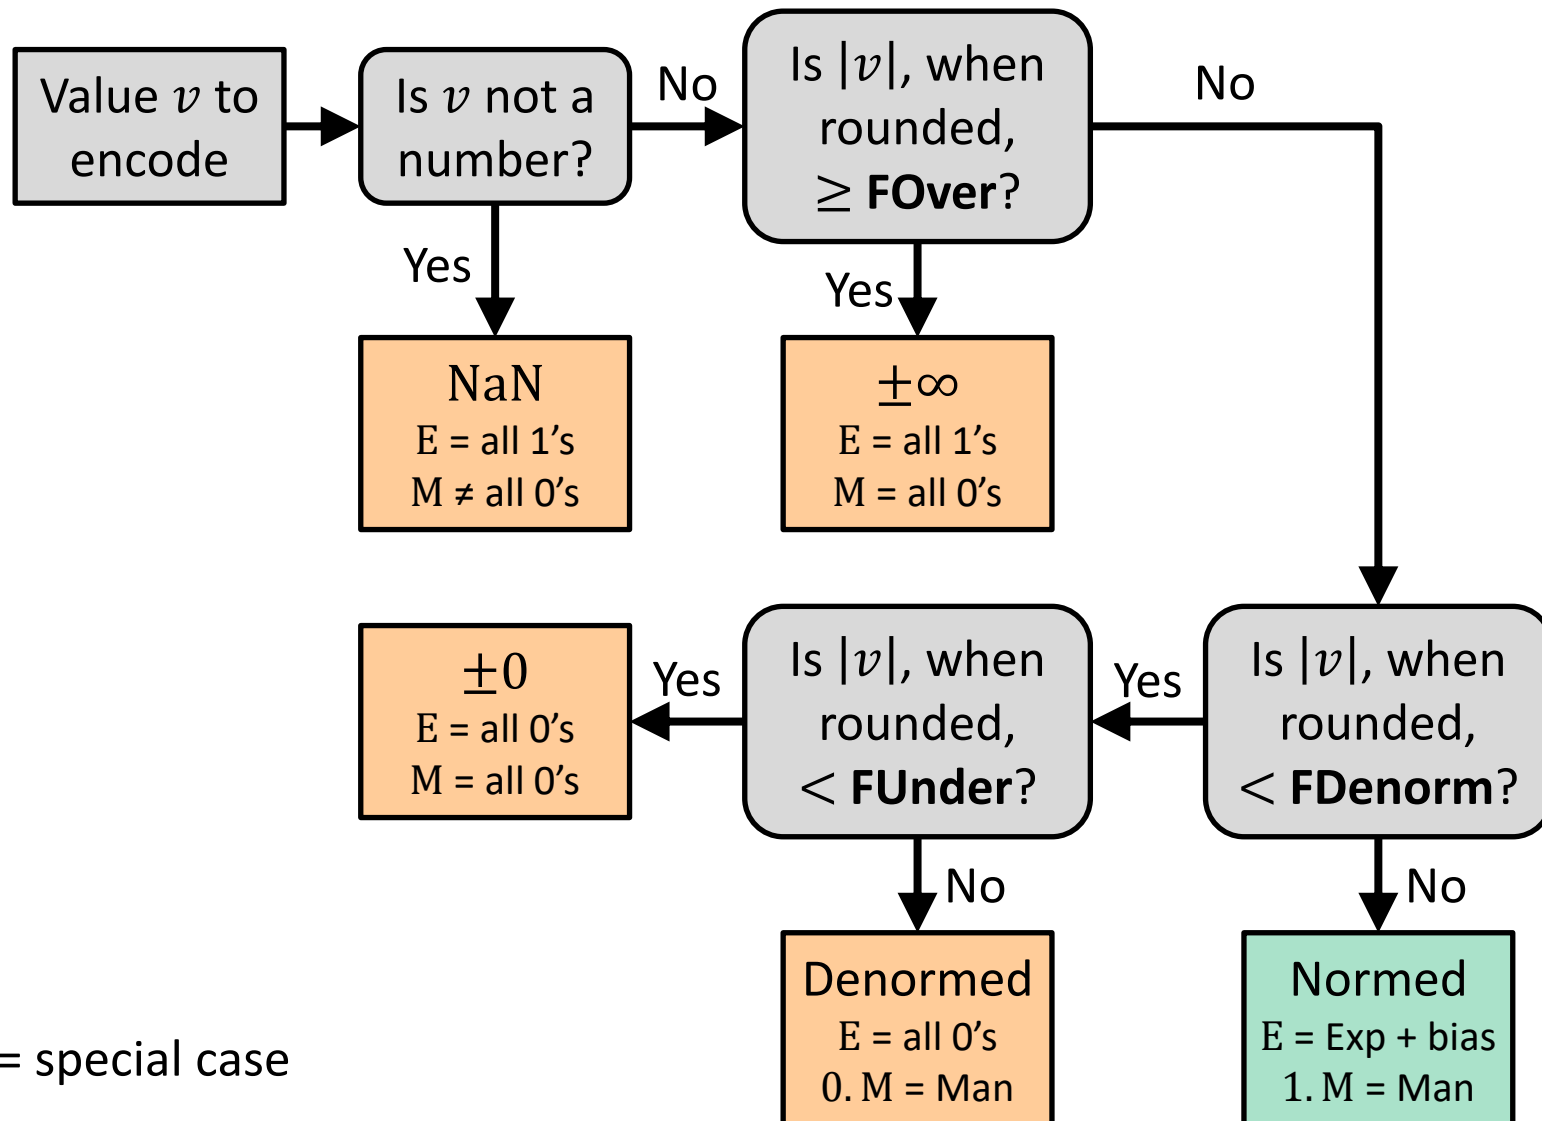 Value 𝑣 to
encode
Is 𝑣 not a
number?
No
Is |𝑣|, when
rounded,
≥ FOver?
No
Yes
Yes
NaN
E = all 1’s
M ≠ all 0’s
±∞
E = all 1’s
M = all 0’s
±0
E = all 0’s
M = all 0’s
Yes
Is |𝑣|, when
rounded,
< FUnder?
Yes
Is |𝑣|, when
rounded,
< FDenorm?
No
No
Denormed
E = all 0’s
0. M = Man
Normed
E = Exp + bias
1. M = Man
= special case